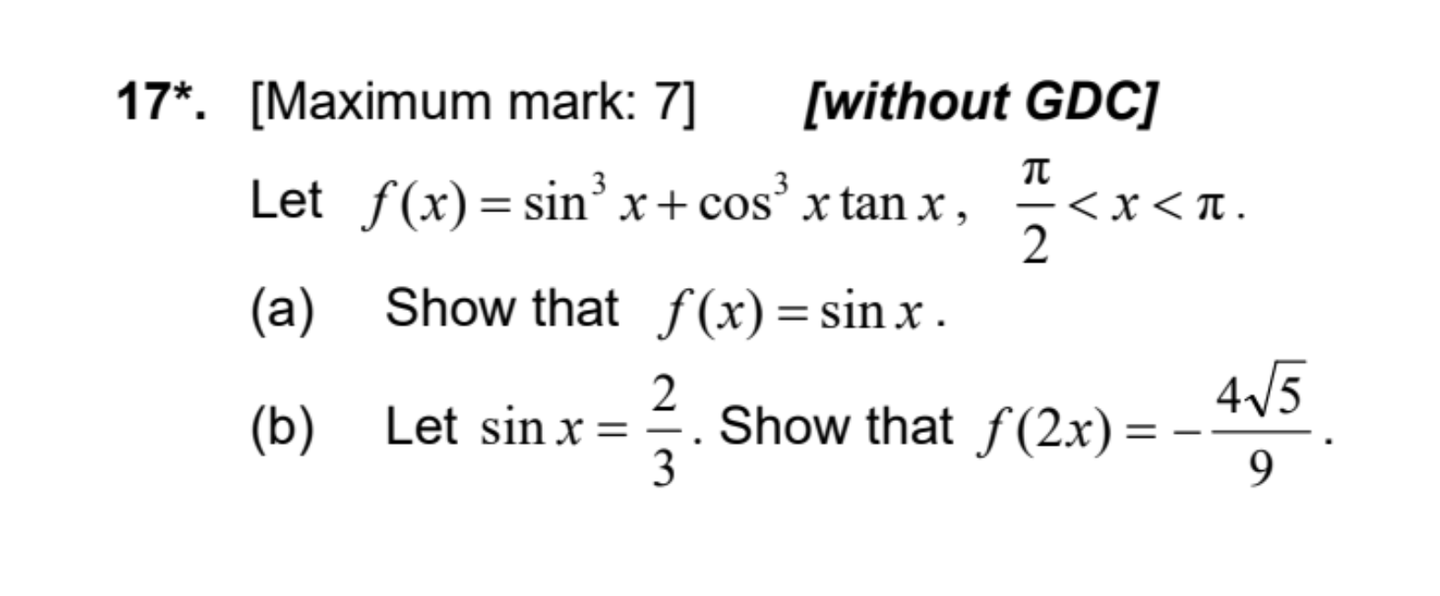 17*. [Maximum mark: 7] [without GDC]
Let f(x) = sin³ x + cos³ x tan x, π/2 < x < π.
(a) Show that f(x) = sin x.
(b) Let sin x = 2/3. Show that f(2x) = −4√5/9.